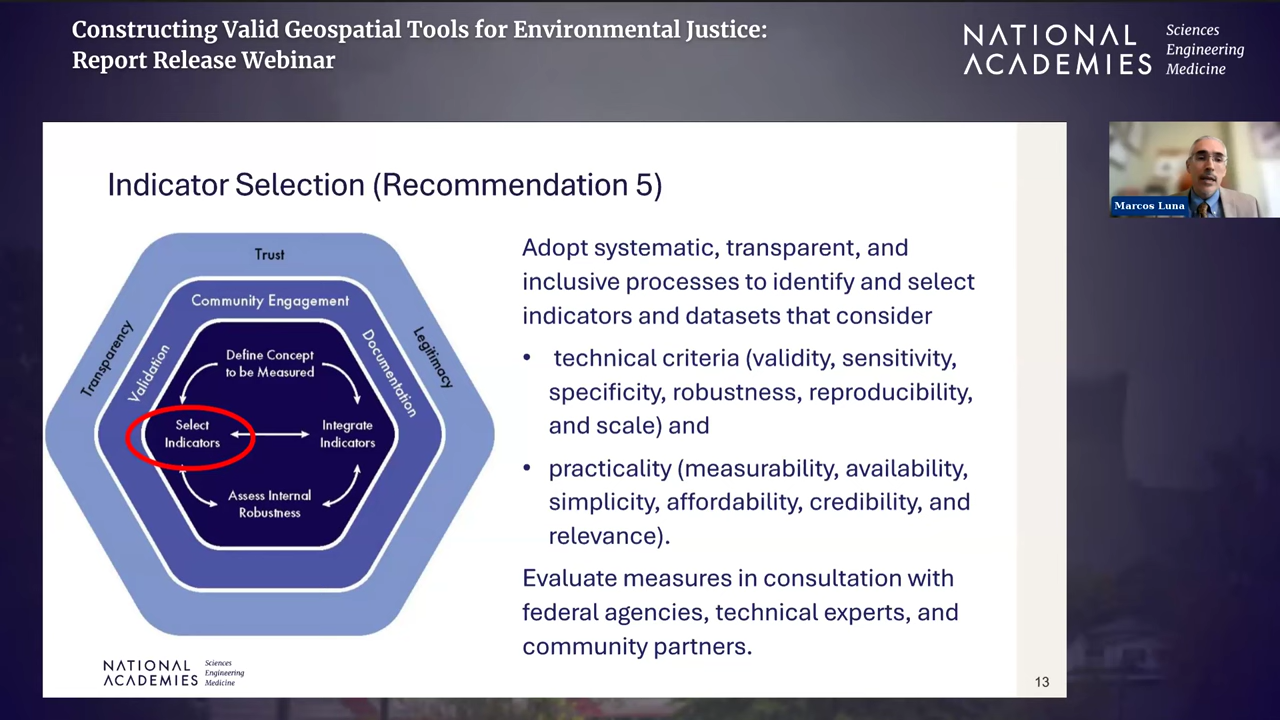 Constructing Valid Geospatial Tools for Environmental Justice:
Report Release Webinar
NATIONAL
ACADEMIES
Sciences
Engineering
Medicine
Marcos Luna
Indicator Selection (Recommendation 5)
Trust
Community Engagement
Transparency
Validation
Documentation
Legitimacy
Define Concept
to be Measured
Select
Indicators
Integrate
Indicators
Assess Internal
Robustness
Adopt systematic, transparent, and
inclusive processes to identify and select
indicators and datasets that consider
• technical criteria (validity, sensitivity,
specificity, robustness, reproducibility,
and scale) and
• practicality (measurability, availability,
simplicity, affordability, credibility, and
relevance).
Evaluate measures in consultation with
federal agencies, technical experts, and
community partners.
NATIONAL
ACADEMIES
Sciences
Engineering
Medicine
13